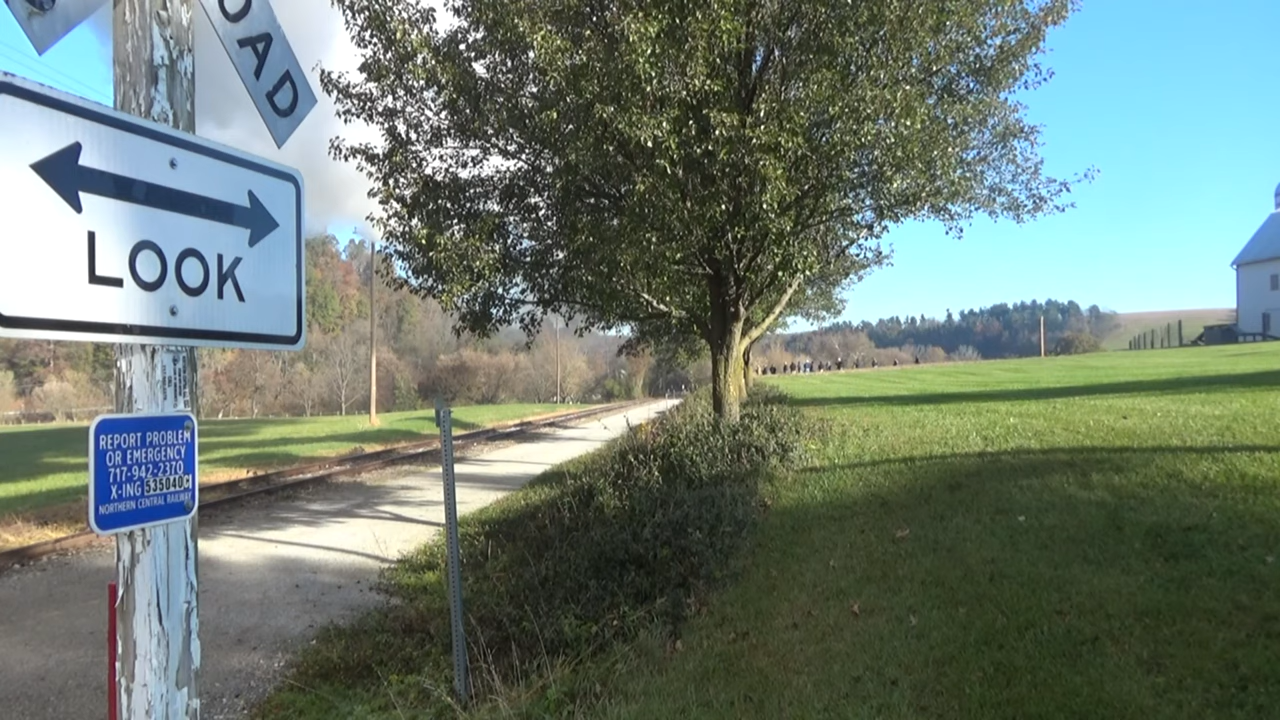 OAD
LOOK
REPORT PROBLEM
OR EMERGENCY
717-942-2370
X-ING 535040C
NORTHERN CENTRAL RAILWAY